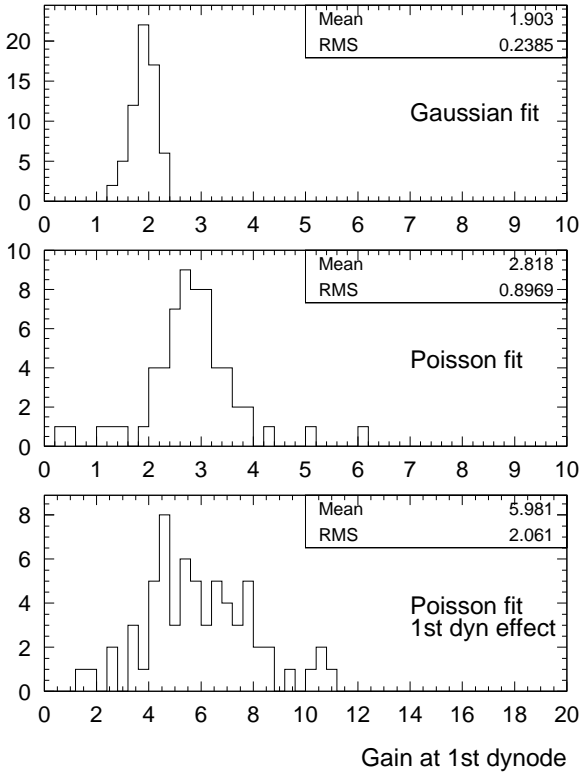 Mean 1.903
RMS 0.2385
Gaussian fit
20
15
10
5
0
0 1 2 3 4 5 6 7 8 9 10
Mean 2.818
RMS 0.8969
Poisson fit
10
8
6
4
2
0
0 1 2 3 4 5 6 7 8 9 10
Mean 5.981
RMS 2.061
Poisson fit
1st dyn effect
8
6
4
2
0
0 2 4 6 8 10 12 14 16 18 20
Gain at 1st dynode